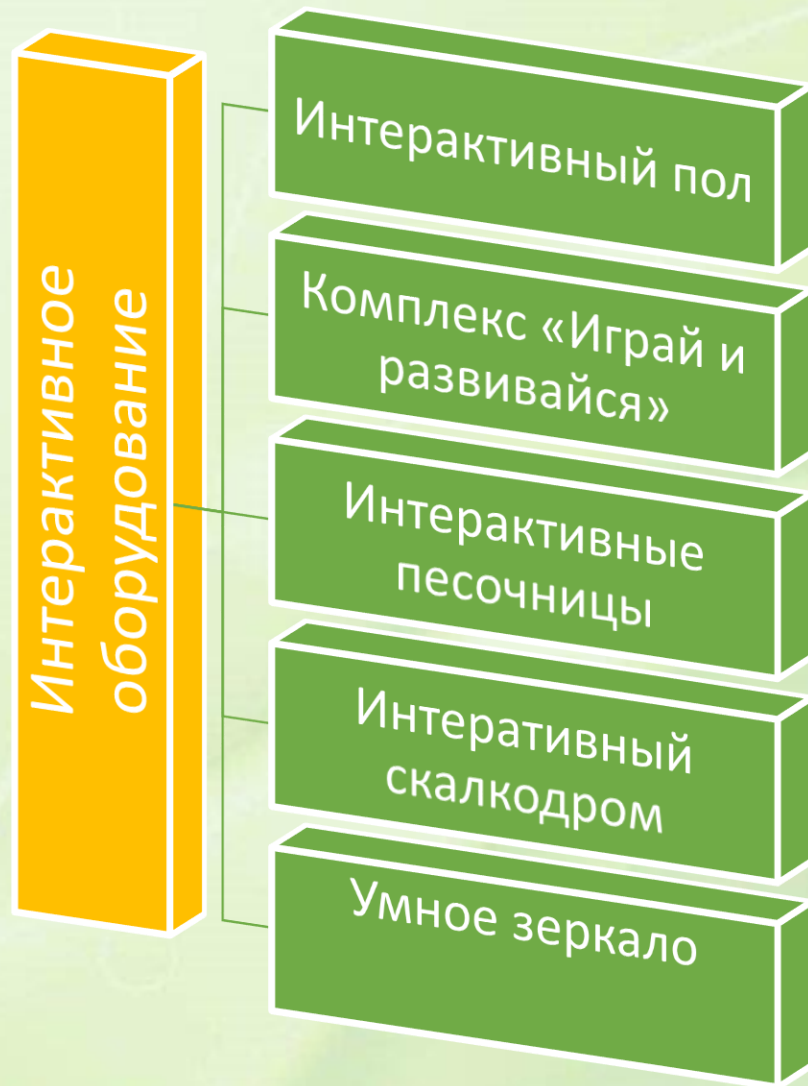 Интерактивное
оборудование
Интерактивный пол
Комплекс «Играй и
развивайся»
Интерактивные
песочницы
Интеративный
скалкодром
Умное зеркало